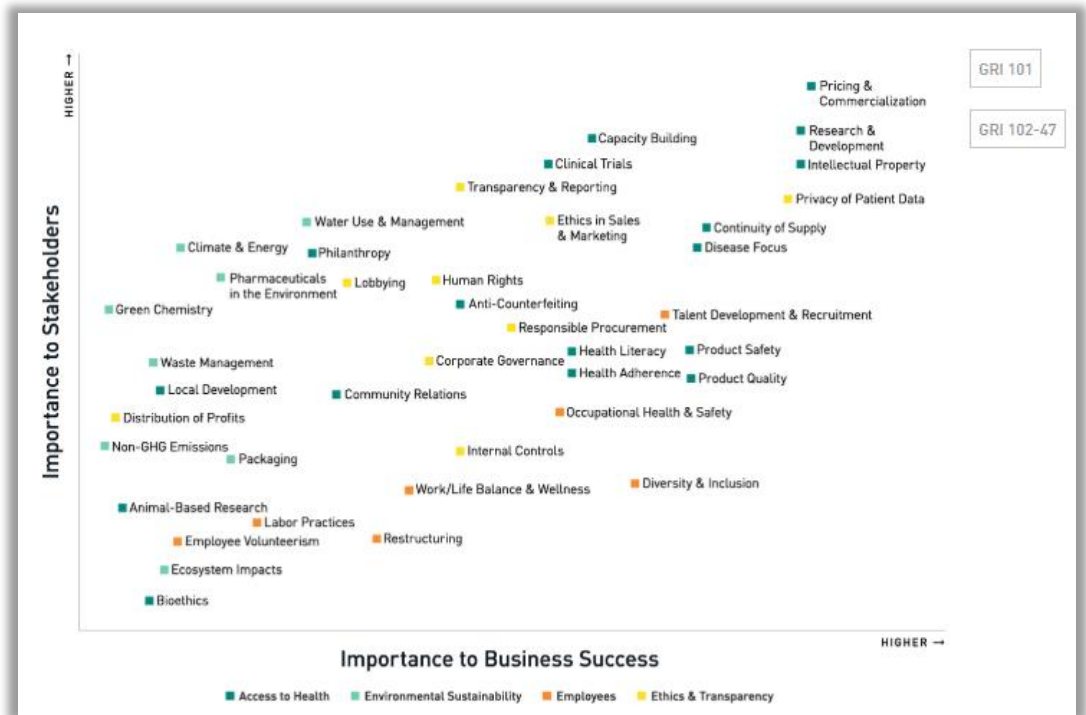 HIGHER →
GRI 101
GRI 102-47
Pricing &
Commercialization
Research &
Development
Capacity Building
Clinical Trials
Intellectual Property
Transparency & Reporting
Privacy of Patient Data
Water Use & Management
Ethics in Sales
& Marketing
Continuity of Supply
Climate & Energy
Philanthropy
Disease Focus
Pharmaceuticals
in the Environment
Lobbying
Human Rights
Green Chemistry
Anti-Counterfeiting
Talent Development & Recruitment
Responsible Procurement
Health Literacy
Product Safety
Waste Management
Corporate Governance
Health Adherence
Product Quality
Local Development
Community Relations
Distribution of Profits
Occupational Health & Safety
Non-GHG Emissions
Packaging
Internal Controls
Work/Life Balance & Wellness
Diversity & Inclusion
Animal-Based Research
Labor Practices
Employee Volunteerism
Restructuring
Ecosystem Impacts
Bioethics
Importance to Stakeholders
HIGHER →
Importance to Business Success
Access to Health
Environmental Sustainability
Employees
Ethics & Transparency